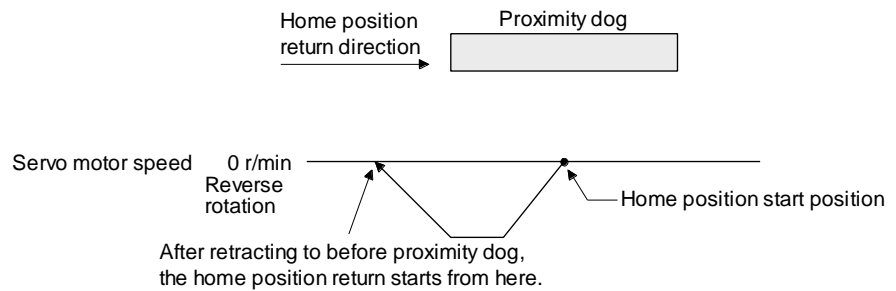 Home position
return direction
Proximity dog
Servo motor speed 0 r/min
Reverse
rotation
Home position start position
After retracting to before proximity dog,
the home position return starts from here.